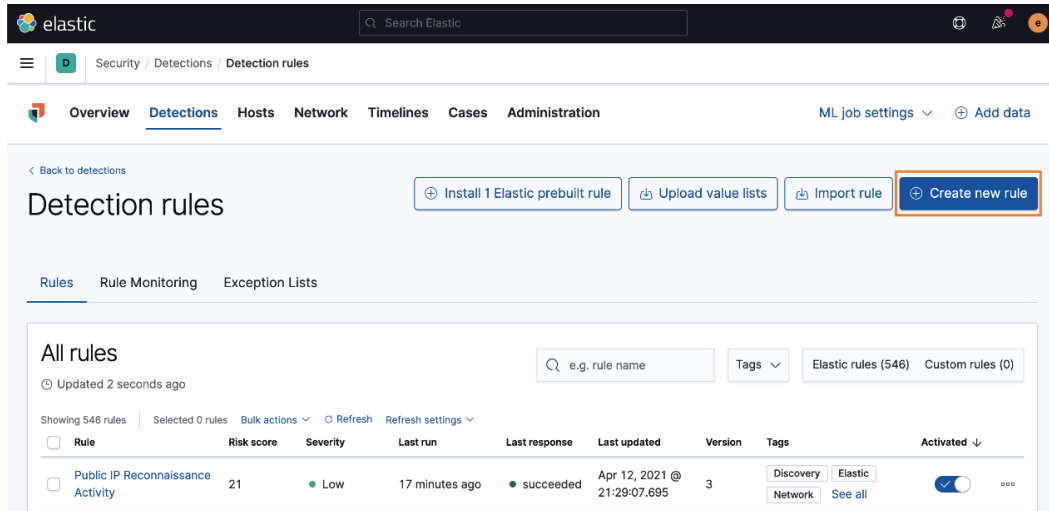 elastic
Search Elastic
e
D
Security / Detections / Detection rules
Overview Detections Hosts Network Timelines Cases Administration ML job settings Add data
< Back to detections
Detection rules
Install 1 Elastic prebuilt rule Upload value lists Import rule Create new rule
Rules Rule Monitoring Exception Lists
All rules
e.g. rule name Tags Elastic rules (546) Custom rules (0)
Updated 2 seconds ago
Showing 546 rules Selected 0 rules Bulk actions Refresh Refresh settings
Rule Risk score Severity Last run Last response Last updated Version Tags Activated
Public IP Reconnaissance
Activity
21 Low 17 minutes ago succeeded
Apr 12, 2021 @
21:29:07.695
3
Discovery Elastic
Network See all